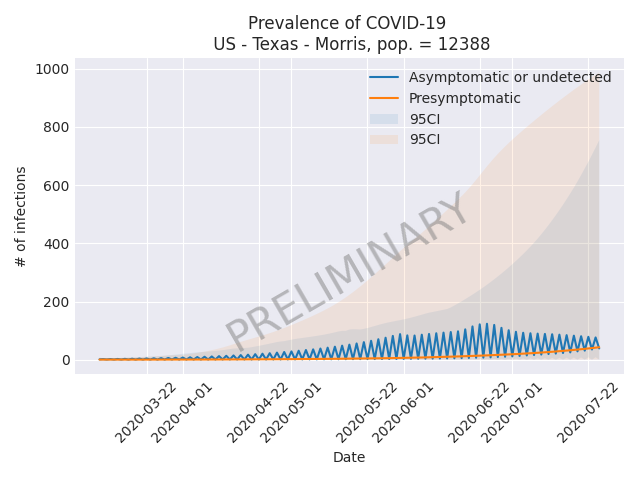 Prevalence of COVID-19
US - Texas - Morris, pop. = 12388
1000
800
600
400
200
0
# of infections
Asymptomatic or undetected
Presymptomatic
95CI
95CI
PRELIMINARY
2020-03-22
2020-04-01
2020-04-22
2020-05-01
2020-05-22
2020-06-01
2020-06-22
2020-07-01
2020-07-22
Date